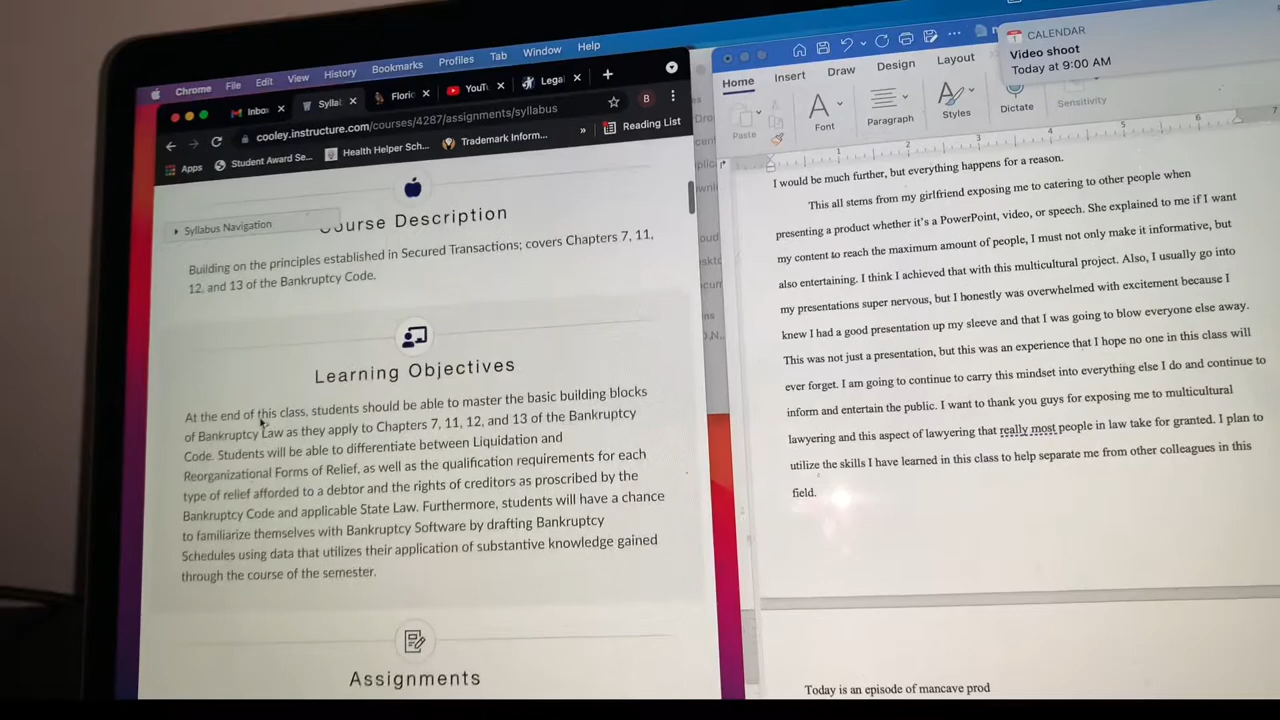 Chrome File Edit View History Bookmarks Profiles Tab Window Help
Inbo Syllal Floric YouTu Legal
cooley.instructure.com/courses/4287/assignments/syllabus
B
Apps Student Award Se... Health Helper Sch... Trademark Inform... » Reading List
Syllabus Navigation
Course Description
Building on the principles established in Secured Transactions; covers Chapters 7, 11,
12, and 13 of the Bankruptcy Code.
Learning Objectives
At the end of this class, students should be able to master the basic building blocks
of Bankruptcy Law as they apply to Chapters 7, 11, 12, and 13 of the Bankruptcy
Code. Students will be able to differentiate between Liquidation and
Reorganizational Forms of Relief, as well as the qualification requirements for each
type of relief afforded to a debtor and the rights of creditors as proscribed by the
Bankruptcy Code and applicable State Law. Furthermore, students will have a chance
to familiarize themselves with Bankruptcy Software by drafting Bankruptcy
Schedules using data that utilizes their application of substantive knowledge gained
through the course of the semester.
Assignments
CALENDAR
Video shoot
Today at 9:00 AM
Home Insert Draw Design Layout
Paste Font Paragraph Styles Dictate Sensitivity
1 2 3 4 5 6 7
I would be much further, but everything happens for a reason.
This all stems from my girlfriend exposing me to catering to other people when
presenting a product whether it's a PowerPoint, video, or speech. She explained to me if I want
my content to reach the maximum amount of people, I must not only make it informative, but
also entertaining. I think I achieved that with this multicultural project. Also, I usually go into
my presentations super nervous, but I honestly was overwhelmed with excitement because I
knew I had a good presentation up my sleeve and that I was going to blow everyone else away.
This was not just a presentation, but this was an experience that I hope no one in this class will
ever forget. I am going to continue to carry this mindset into everything else I do and continue to
inform and entertain the public. I want to thank you guys for exposing me to multicultural
lawyering and this aspect of lawyering that really most people in law take for granted. I plan to
utilize the skills I have learned in this class to help separate me from other colleagues in this
field.
Today is an episode of mancave prod